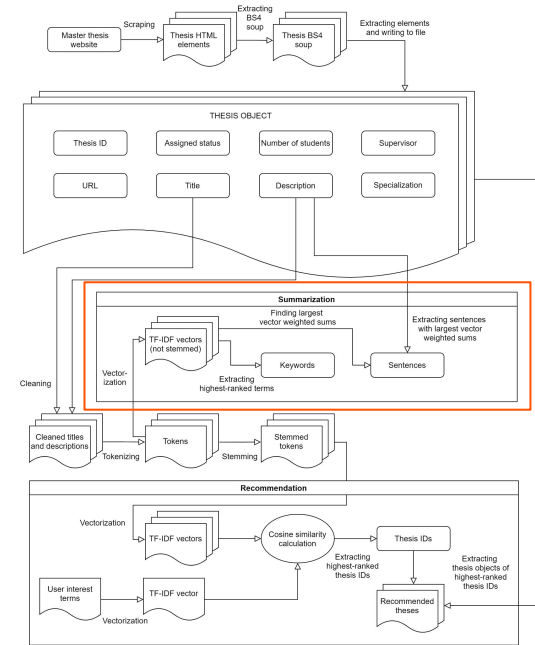 Extracting
BS4
soup
Scraping
Extracting elements
and writing to file
Master thesis
website
Thesis HTML
elements
Thesis BS4
soup
THESIS OBJECT
Thesis ID
Assigned status
Number of students
Supervisor
URL
Title
Description
Specialization
Summarization
Finding largest
vector weighted sums
Extracting sentences
with largest vector
weighted sums
TF-IDF vectors
(not stemmed)
Keywords
Sentences
Vector-
ization
Extracting
highest-ranked terms
Cleaning
Cleaned titles
and descriptions
Tokenizing
Tokens
Stemming
Stemmed
tokens
Recommendation
Vectorization
TF-IDF vectors
Cosine similarity
calculation
Thesis IDs
Extracting
highest-ranked
thesis IDs
Extracting
thesis objects of
highest-ranked
thesis IDs
User interest
terms
Vectorization
TF-IDF vector
Recommended
theses